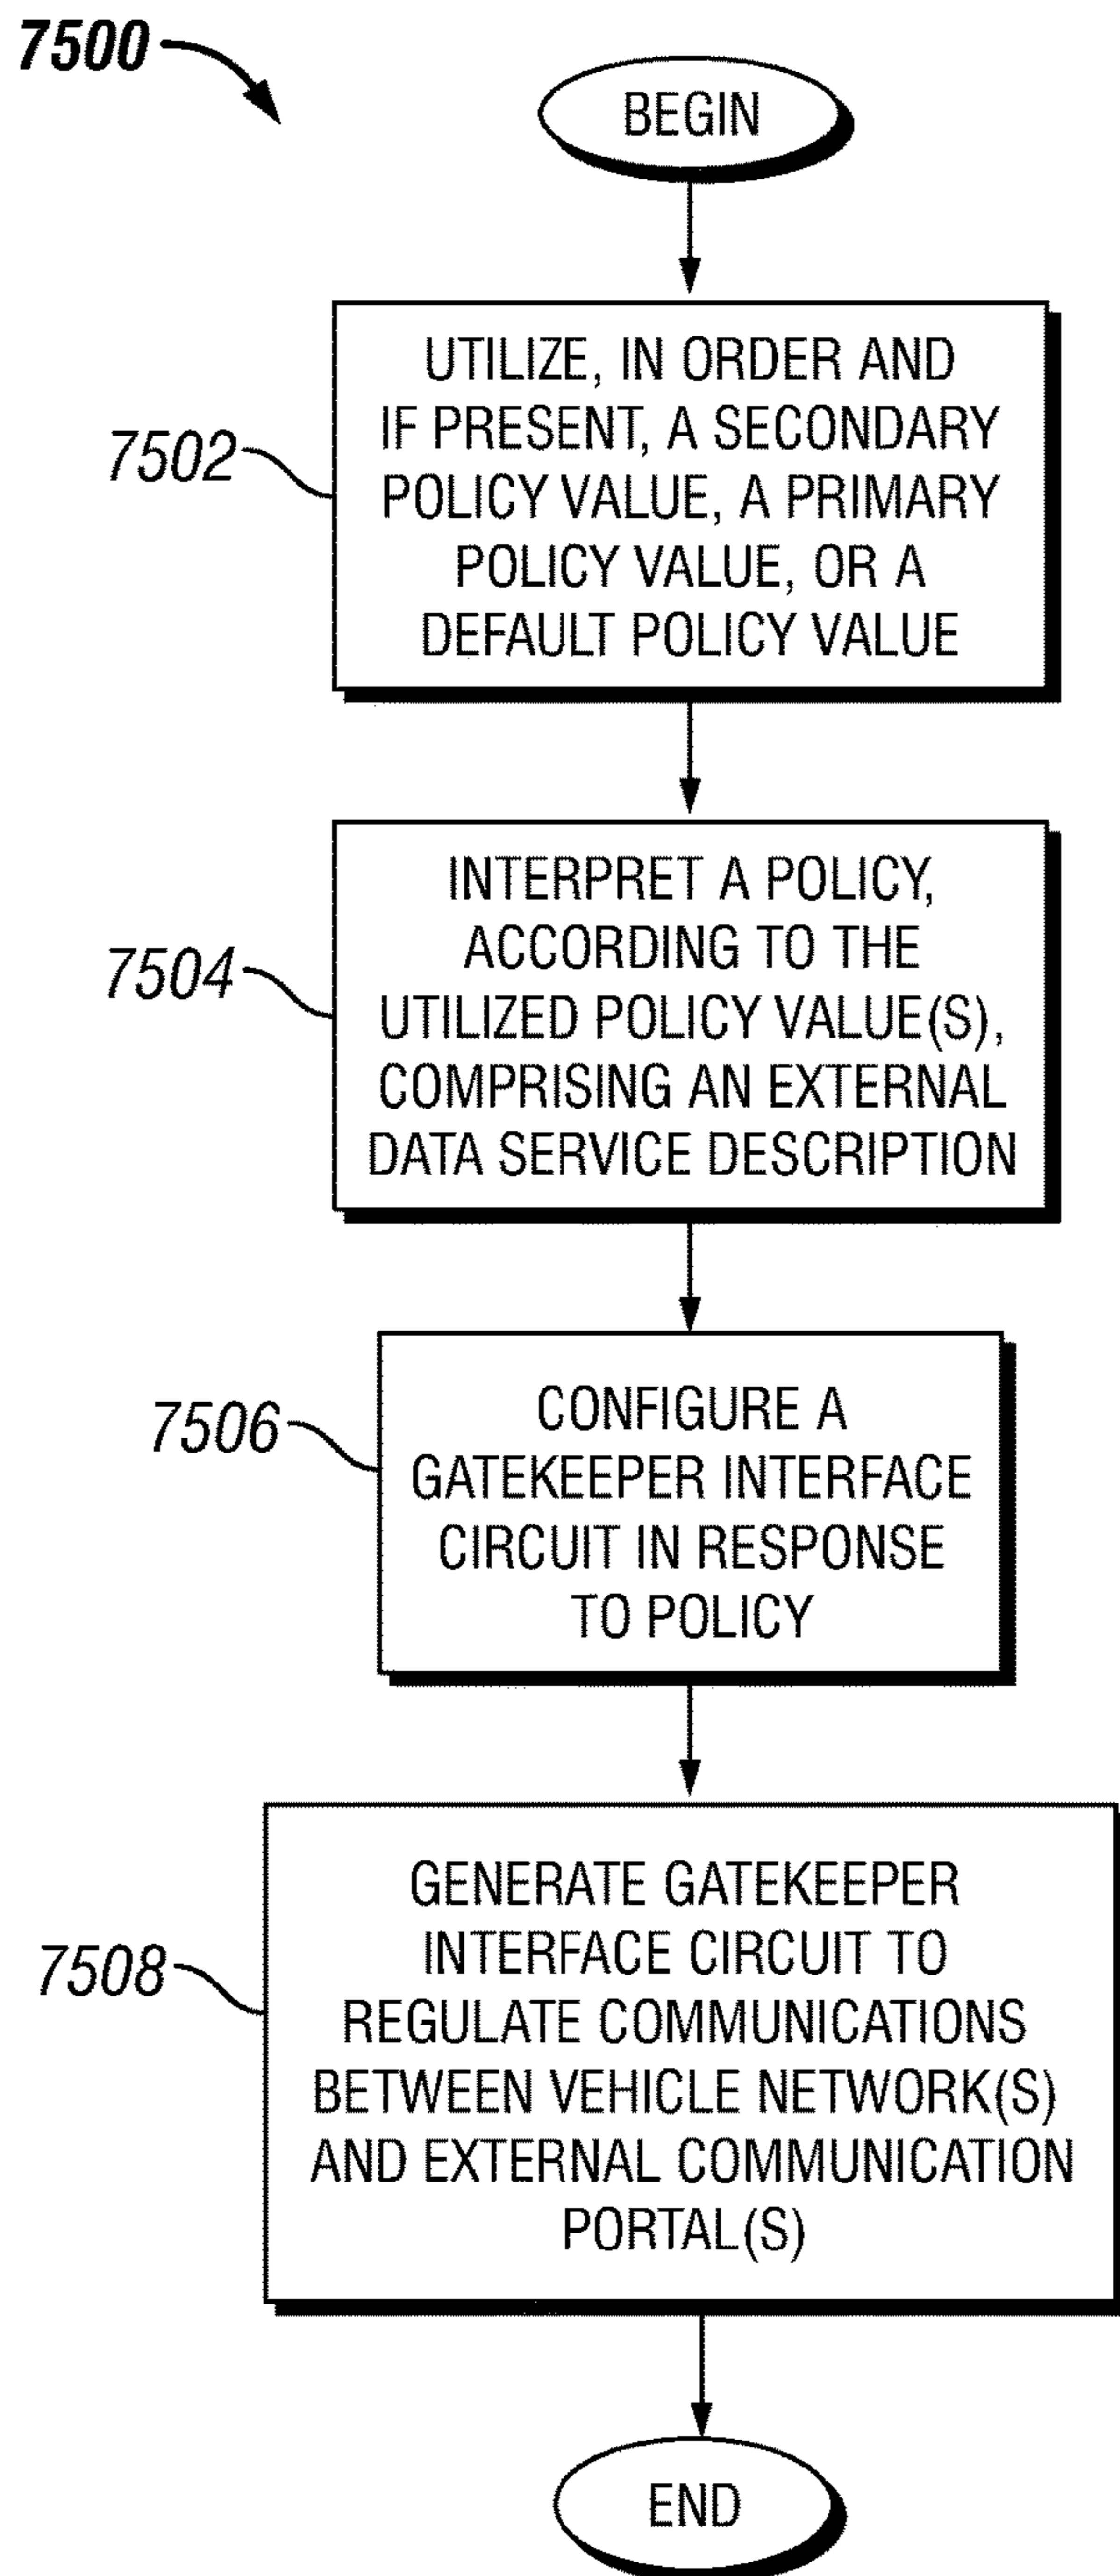 7500
BEGIN
7502
UTILIZE, IN ORDER AND
IF PRESENT, A SECONDARY
POLICY VALUE, A PRIMARY
POLICY VALUE, OR A
DEFAULT POLICY VALUE
7504
INTERPRET A POLICY,
ACCORDING TO THE
UTILIZED POLICY VALUE(S),
COMPRISING AN EXTERNAL
DATA SERVICE DESCRIPTION
7506
CONFIGURE A
GATEKEEPER INTERFACE
CIRCUIT IN RESPONSE
TO POLICY
7508
GENERATE GATEKEEPER
INTERFACE CIRCUIT TO
REGULATE COMMUNICATIONS
BETWEEN VEHICLE NETWORK(S)
AND EXTERNAL COMMUNICATION
PORTAL(S)
END